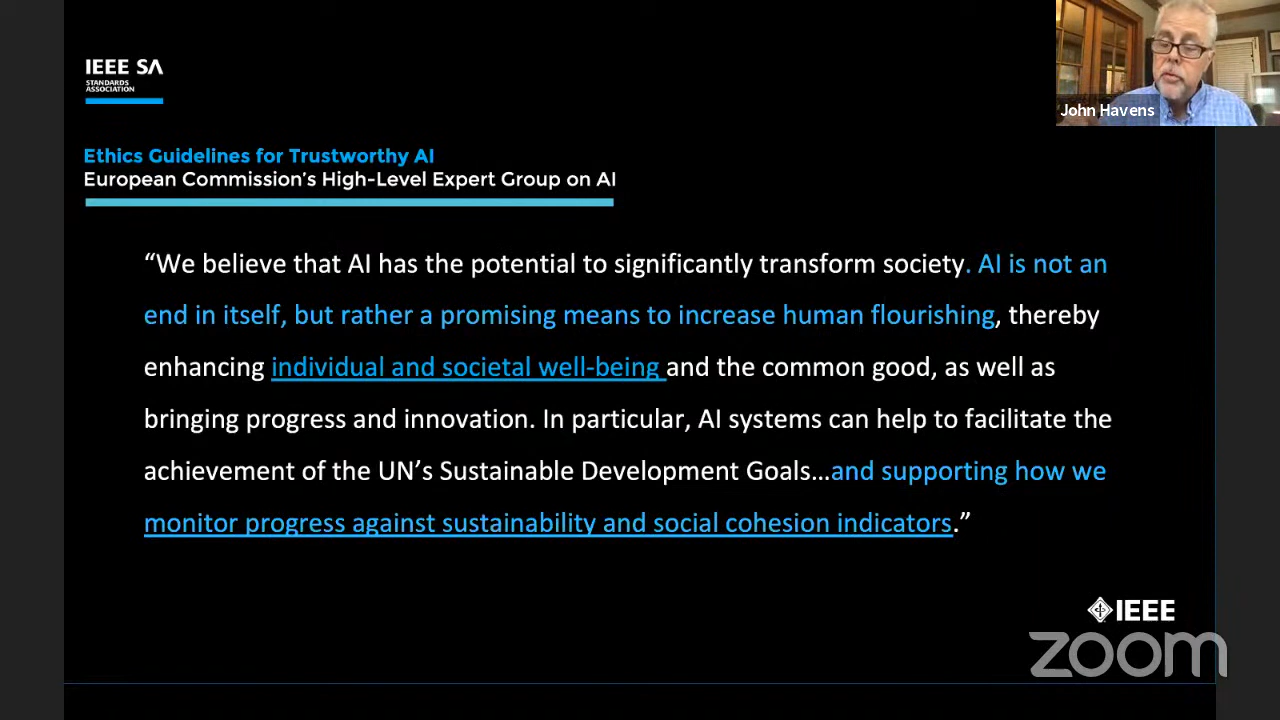 IEEE SA
STANDARDS
ASSOCIATION
John Havens
Ethics Guidelines for Trustworthy AI
European Commission's High-Level Expert Group on AI
“We believe that AI has the potential to significantly transform society. AI is not an
end in itself, but rather a promising means to increase human flourishing, thereby
enhancing individual and societal well-being and the common good, as well as
bringing progress and innovation. In particular, AI systems can help to facilitate the
achievement of the UN’s Sustainable Development Goals…and supporting how we
monitor progress against sustainability and social cohesion indicators.”
IEEE
zoom